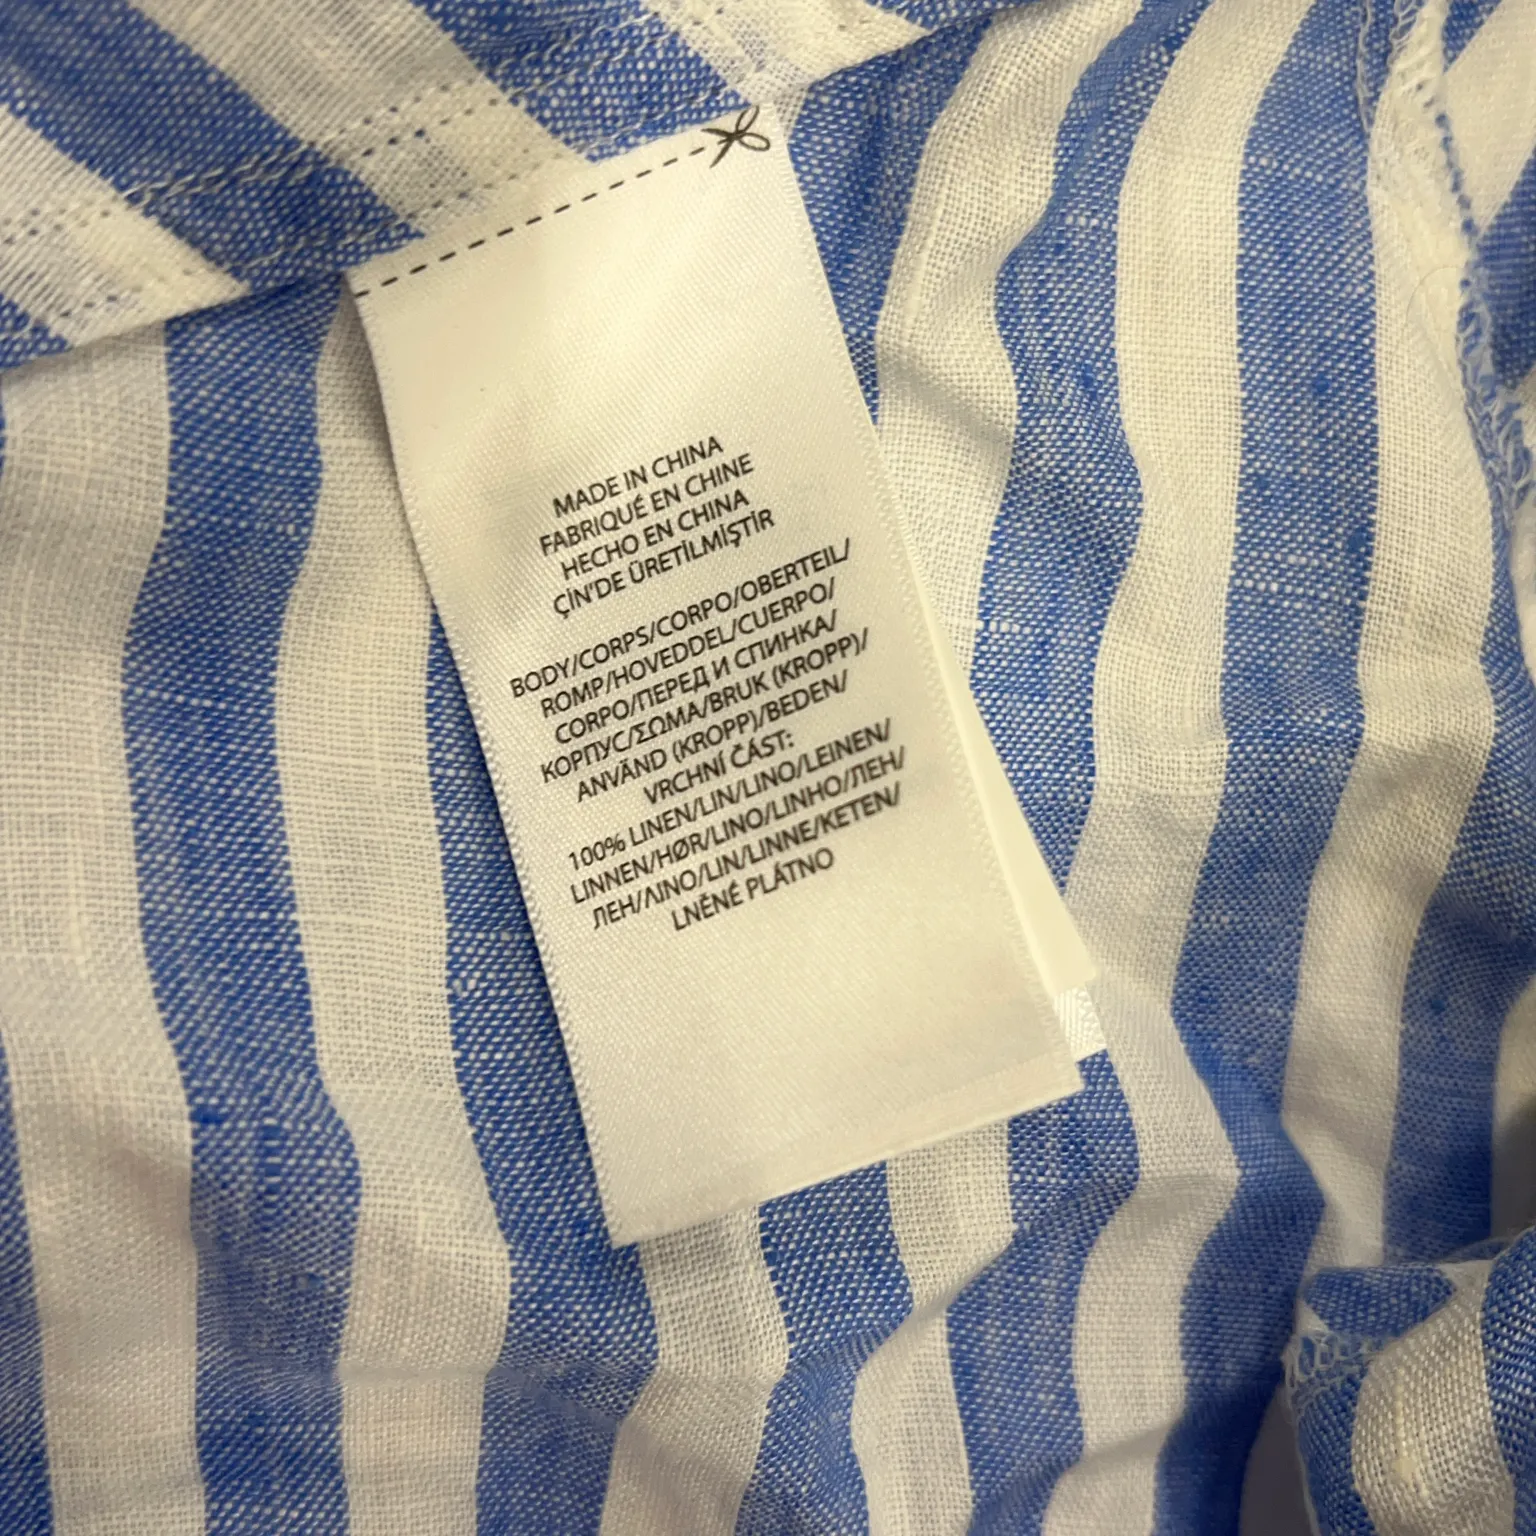 MADE IN CHINA
FABRIQUÉ EN CHINE
HECHO EN CHINA
ÇİN'DE ÜRETİLMİŞTİR
BODY/CORPS/CORPO/OBERTEIL/
ROMP/HOVEDDEL/CUERPO/
CORPO/ПЕРЕД И СПИНКА/
КОРПУС/ΣΩΜΑ/BRUK (KROPP)/
ANVÄND (KROPP)/BEDEN/
VRCHNÍ ČÁST:
100% LINEN/LIN/LINO/LEINEN/
LINNEN/HØR/LINO/LINHO/ЛЕН/
ЛЕН/ΛΙΝΟ/LIN/LINNE/KETEN/
LNĚNÉ PLÁTNO